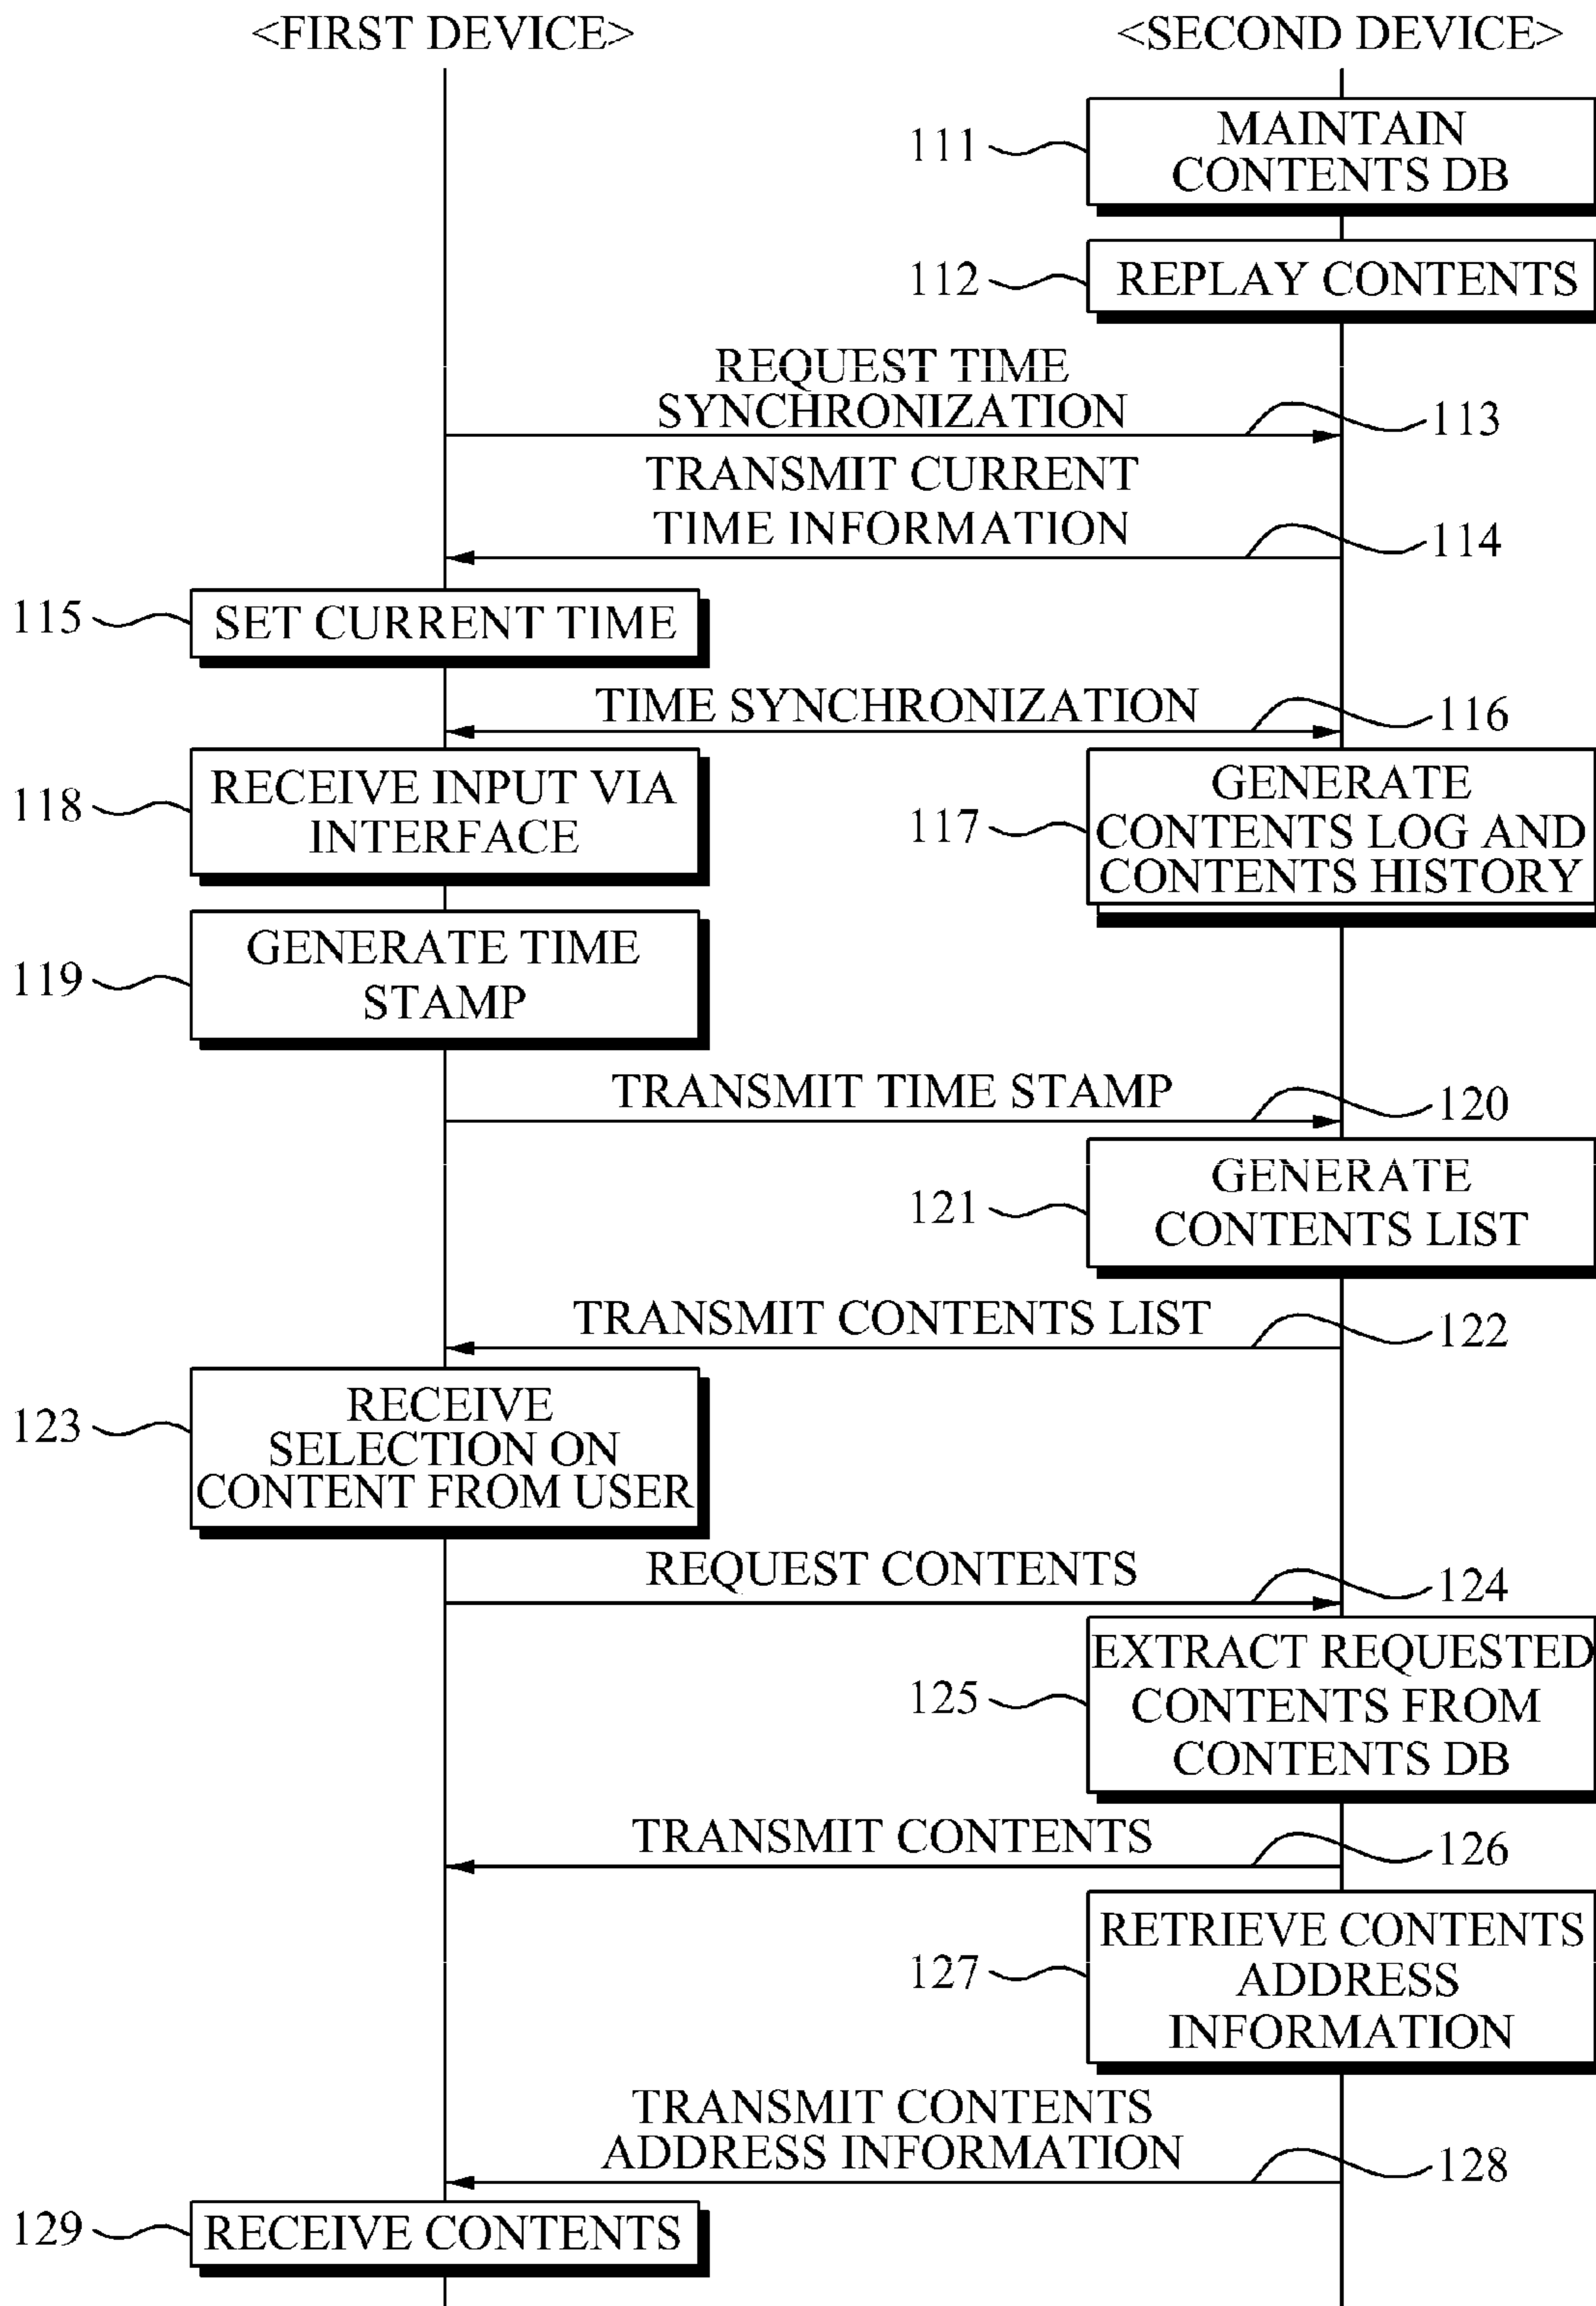 <FIRST DEVICE>
<SECOND DEVICE>
111
MAINTAIN
CONTENTS DB
112
REPLAY CONTENTS
REQUEST TIME
SYNCHRONIZATION
113
TRANSMIT CURRENT
TIME INFORMATION
114
115
SET CURRENT TIME
TIME SYNCHRONIZATION
116
118
RECEIVE INPUT VIA
INTERFACE
117
GENERATE
CONTENTS LOG AND
CONTENTS HISTORY
119
GENERATE TIME
STAMP
TRANSMIT TIME STAMP
120
121
GENERATE
CONTENTS LIST
TRANSMIT CONTENTS LIST
122
123
RECEIVE
SELECTION ON
CONTENT FROM USER
REQUEST CONTENTS
124
125
EXTRACT REQUESTED
CONTENTS FROM
CONTENTS DB
TRANSMIT CONTENTS
126
127
RETRIEVE CONTENTS
ADDRESS
INFORMATION
TRANSMIT CONTENTS
ADDRESS INFORMATION
128
129
RECEIVE CONTENTS